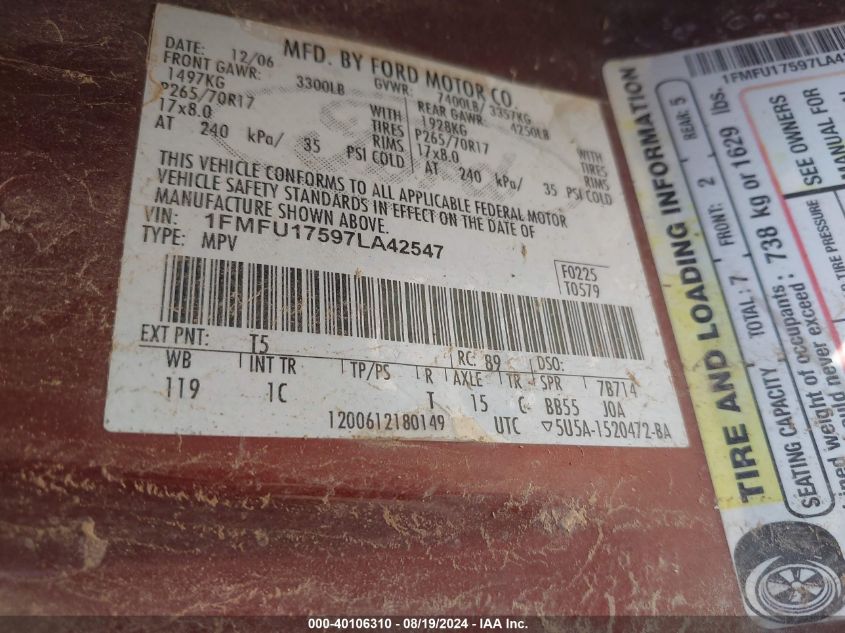 DATE: 12/06 MFD. BY FORD MOTOR CO.
FRONT GAWR: 3300LB GVWR: 7400LB/ 3357KG
1497KG WITH REAR GAWR: 4250LB
P265/70R17 TIRES 1928KG WITH
17x8.0 RIMS P265/70R17 TIRES
AT 240 kPa/ 35 PSI COLD 17x8.0 RIMS
AT 240 kPa/ 35 PSI COLD
THIS VEHICLE CONFORMS TO ALL APPLICABLE FEDERAL MOTOR
VEHICLE SAFETY STANDARDS IN EFFECT ON THE DATE OF
MANUFACTURE SHOWN ABOVE.
VIN: 1FMFU17597LA42547
TYPE: MPV
F0225
T0579
EXT PNT: T5 RC: 89 DSO:
WB INT TR TP/PS R AXLE TR SPR 7B714
119 1C T 15 C BB55 J0A
1200612180149 UTC ▽5U5A-1520472-BA
TIRE AND LOADING INFORMATION
SEATING CAPACITY TOTAL: 7 FRONT: 2 REAR: 5
weight of occupants: 738 kg or 1629 lbs.
never exceed:
TIRE PRESSURE
SEE OWNERS
MANUAL FOR
000-40106310 - 08/19/2024 - IAA Inc.